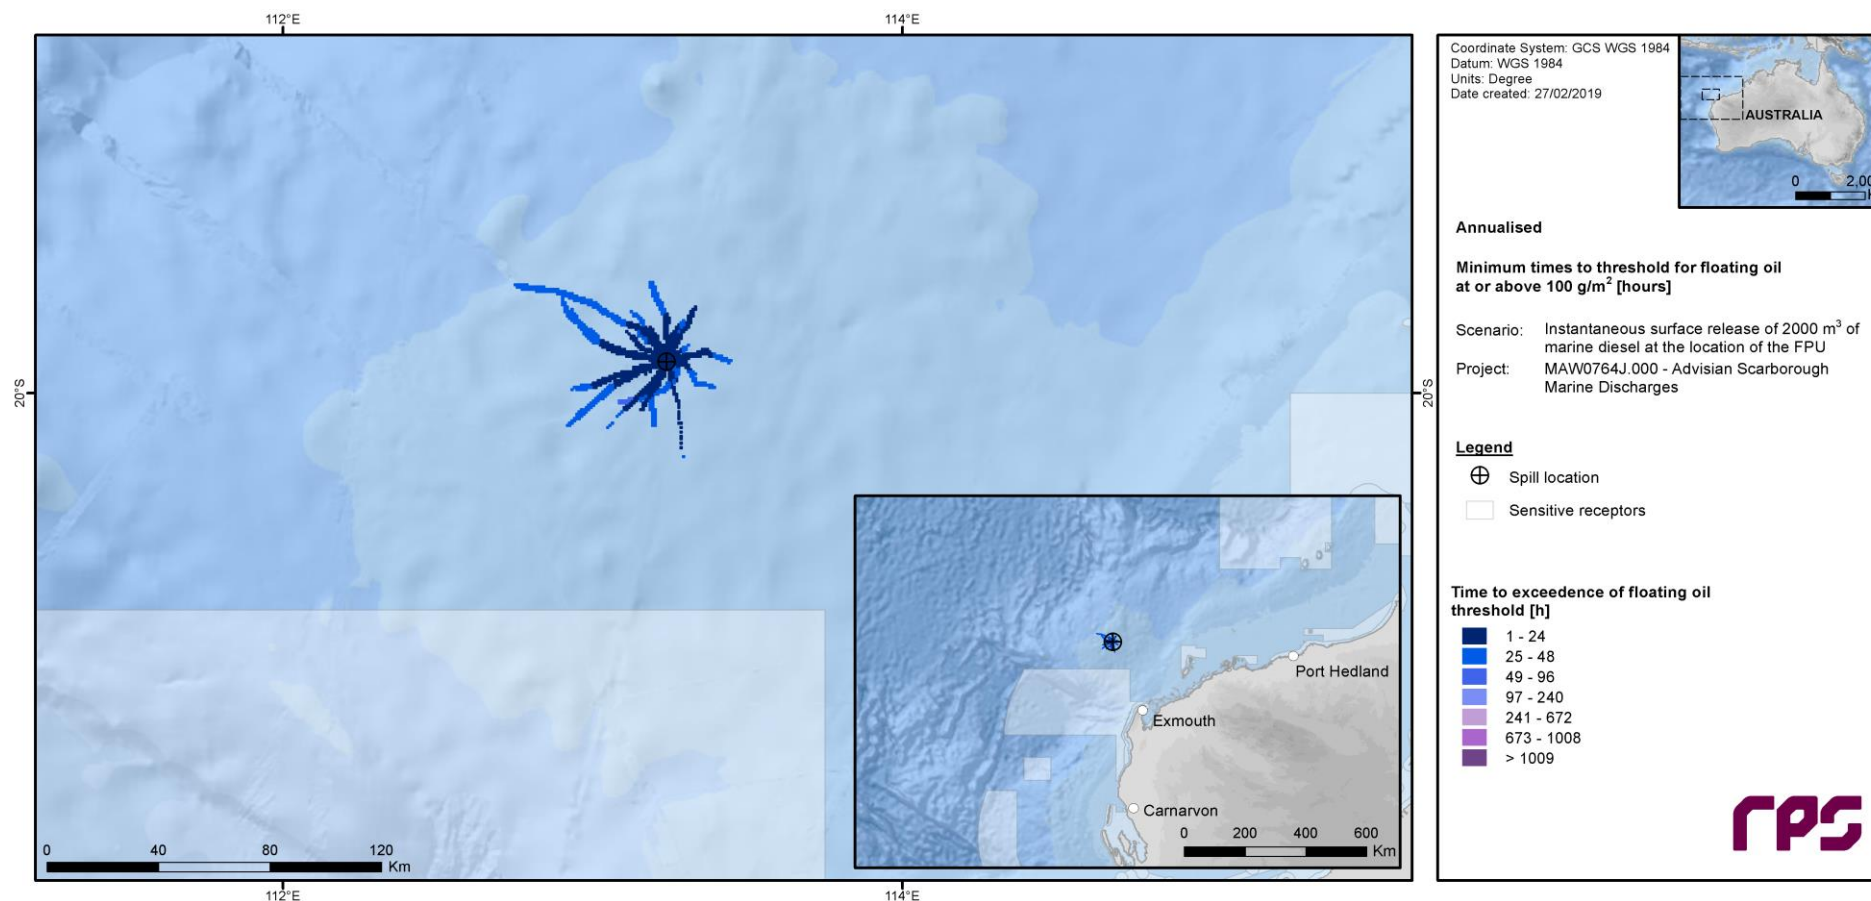 112°E
114°E
20°S
20°S
112°E
114°E
0 40 80 120
Km
Port Hedland
Exmouth
Carnarvon
0 200 400 600
Km
Coordinate System: GCS WGS 1984
Datum: WGS 1984
Units: Degree
Date created: 27/02/2019
AUSTRALIA
0 2,00
Annualised
Minimum times to threshold for floating oil
at or above 100 g/m² [hours]
Scenario: Instantaneous surface release of 2000 m³ of
marine diesel at the location of the FPU
Project: MAW0764J.000 - Advisian Scarborough
Marine Discharges
Legend
Spill location
Sensitive receptors
Time to exceedence of floating oil
threshold [h]
1 - 24
25 - 48
49 - 96
97 - 240
241 - 672
673 - 1008
> 1009
rps